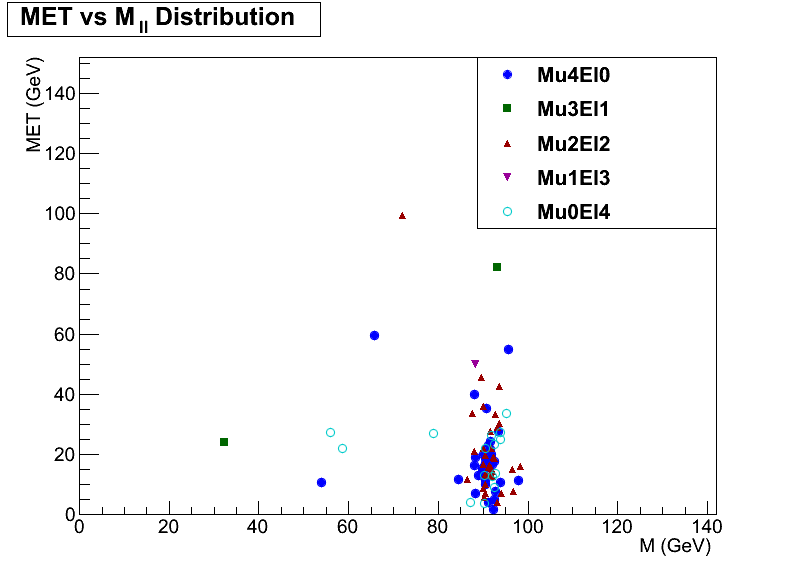 MET vs M_ll Distribution
MET (GeV)
Mu4El0
Mu3El1
Mu2El2
Mu1El3
Mu0El4
140
120
100
80
60
40
20
0
0 20 40 60 80 100 120 140
M (GeV)